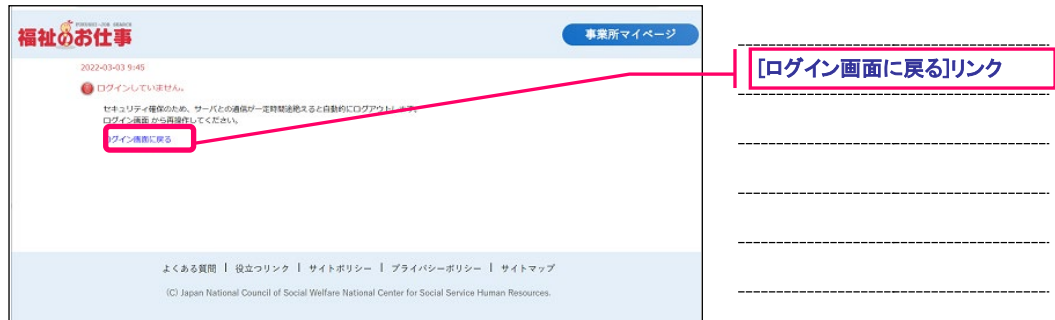 福祉のお仕事
事業所マイページ
2022-03-03 9:45
ログインしていません。
セキュリティ確保のため、サーバとの通信が一定時間途絶えると自動的にログアウトします。
ログイン画面 から再操作してください。
ログイン画面に戻る
[ログイン画面に戻る]リンク
よくある質問 | 役立つリンク | サイトポリシー | プライバシーポリシー | サイトマップ
(C) Japan National Council of Social Welfare National Center for Social Service Human Resources.